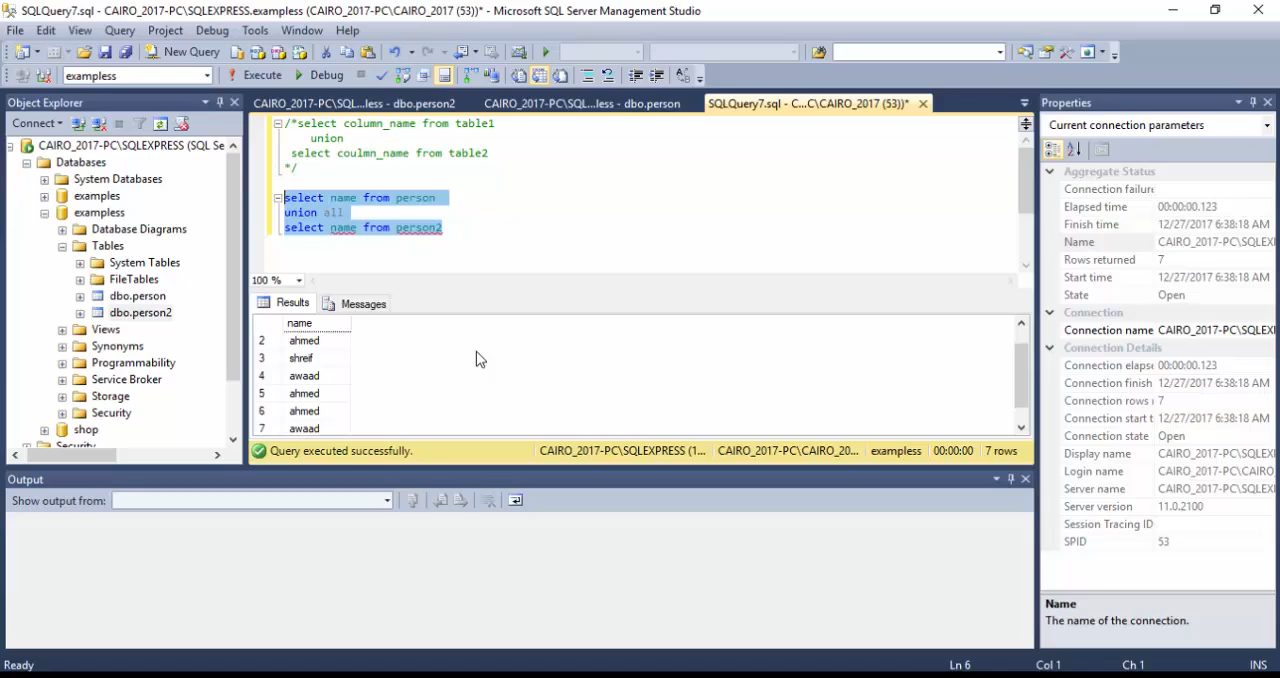 SQLQuery7.sql - CAIRO_2017-PC\SQLEXPRESS.exampless (CAIRO_2017-PC\CAIRO_2017 (53))* - Microsoft SQL Server Management Studio
File Edit View Query Project Debug Tools Window Help
New Query
exampless Execute Debug
Object Explorer
Connect
CAIRO_2017-PC\SQLEXPRESS (SQL Se
Databases
System Databases
examples
exampless
Database Diagrams
Tables
System Tables
FileTables
dbo.person
dbo.person2
Views
Synonyms
Programmability
Service Broker
Storage
Security
shop
Security
CAIRO_2017-PC\SQL...less - dbo.person2 CAIRO_2017-PC\SQL...less - dbo.person SQLQuery7.sql - C...C\CAIRO_2017 (53))*
/*select column_name from table1
union
select coulmn_name from table2
*/
select name from person
union all
select name from person2
100 %
Results Messages
name
2 ahmed
3 shreif
4 awaad
5 ahmed
6 ahmed
7 awaad
Query executed successfully. CAIRO_2017-PC\SQLEXPRESS (1... CAIRO_2017-PC\CAIRO_20... exampless 00:00:00 7 rows
Output
Show output from:
Properties
Current connection parameters
Aggregate Status
Connection failure
Elapsed time 00:00:00.123
Finish time 12/27/2017 6:38:18 AM
Name CAIRO_2017-PC\SQLEXI
Rows returned 7
Start time 12/27/2017 6:38:18 AM
State Open
Connection
Connection name CAIRO_2017-PC\SQLEXI
Connection Details
Connection elapse 00:00:00.123
Connection finish 12/27/2017 6:38:18 AM
Connection rows r 7
Connection start t 12/27/2017 6:38:18 AM
Connection state Open
Display name CAIRO_2017-PC\SQLEXI
Login name CAIRO_2017-PC\CAIRO
Server name CAIRO_2017-PC\SQLEXI
Server version 11.0.2100
Session Tracing ID
SPID 53
Name
The name of the connection.
Ready Ln 6 Col 1 Ch 1 INS